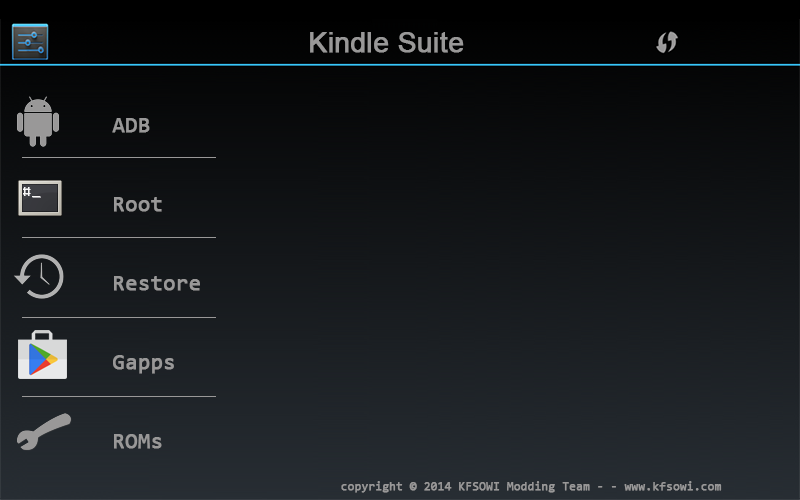 Kindle Suite
ADB
#_
Root
Restore
Gapps
ROMs
copyright © 2014 KFSOWI Modding Team - - www.kfsowi.com